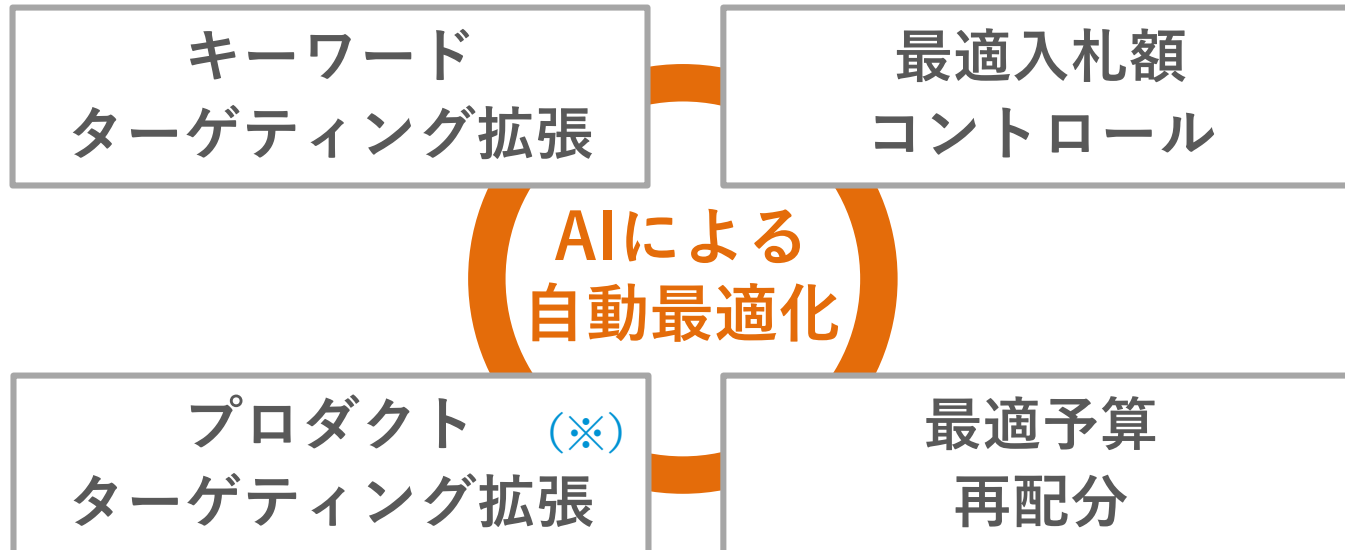 キーワード
ターゲティング拡張
最適入札額
コントロール
AIによる
自動最適化
プロダクト (※)
ターゲティング拡張
最適予算
再配分